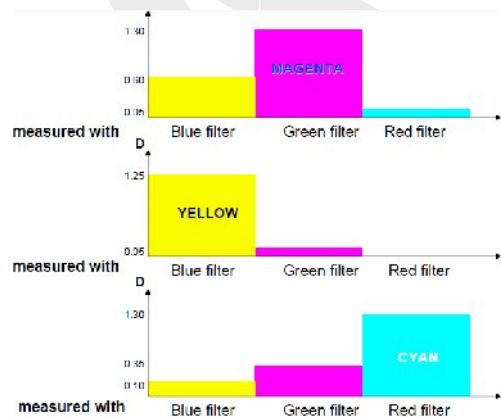 1.30
MAGENTA
0.60
0.05
measured with Blue filter Green filter Red filter
D
1.25
YELLOW
0.05
measured with Blue filter Green filter Red filter
D
1.30
CYAN
0.35
0.10
measured with Blue filter Green filter Red filter